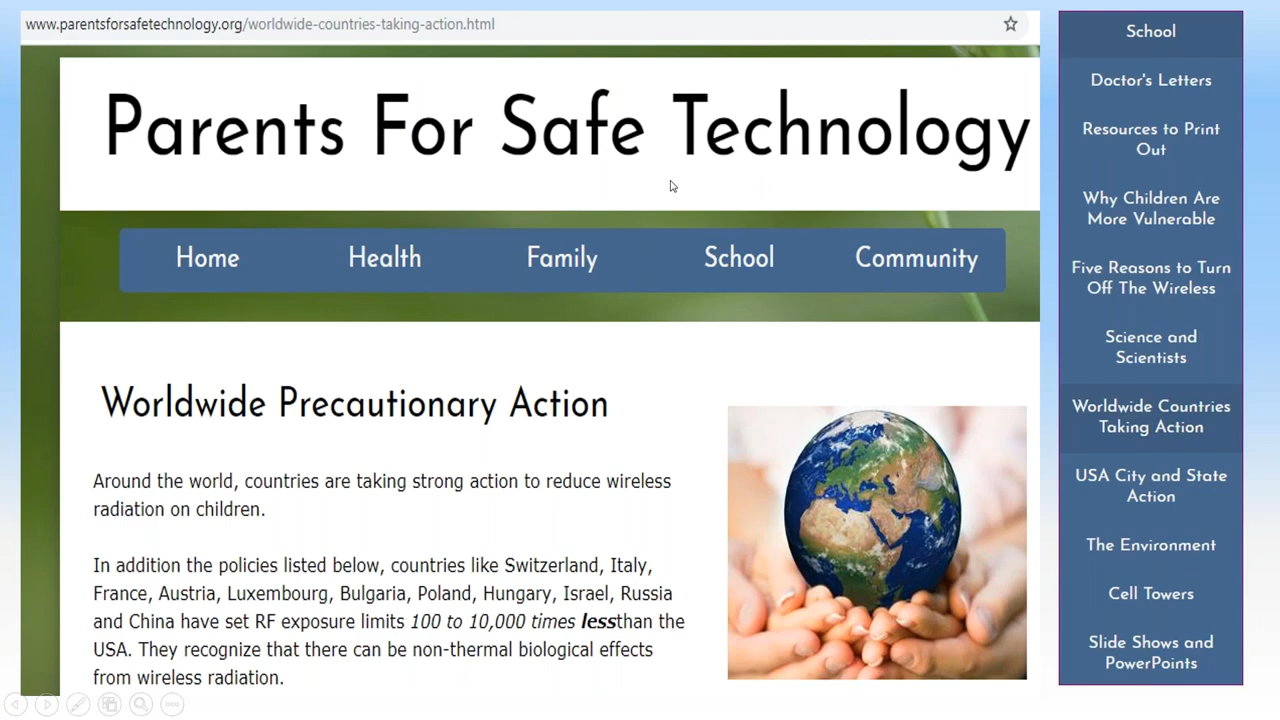 www.parentsforsafetechnology.org/worldwide-countries-taking-action.html
Parents For Safe Technology
Home Health Family School Community
Worldwide Precautionary Action
Around the world, countries are taking strong action to reduce wireless
radiation on children.
In addition the policies listed below, countries like Switzerland, Italy,
France, Austria, Luxembourg, Bulgaria, Poland, Hungary, Israel, Russia
and China have set RF exposure limits 100 to 10,000 times lessthan the
USA. They recognize that there can be non-thermal biological effects
from wireless radiation.
School
Doctor's Letters
Resources to Print
Out
Why Children Are
More Vulnerable
Five Reasons to Turn
Off The Wireless
Science and
Scientists
Worldwide Countries
Taking Action
USA City and State
Action
The Environment
Cell Towers
Slide Shows and
PowerPoints